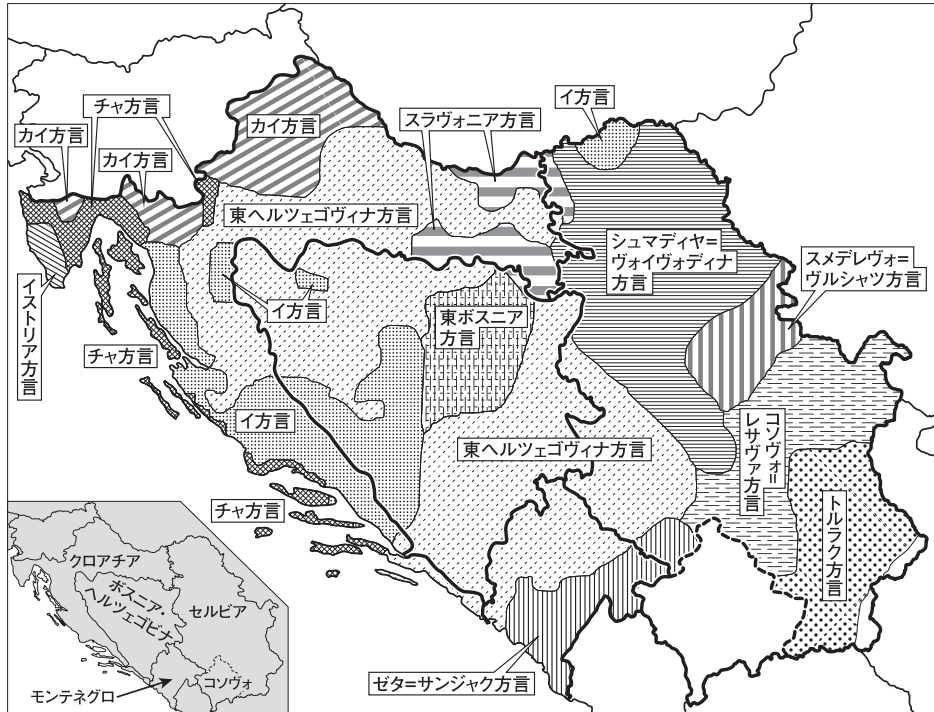 イ方言
チャ方言
スラヴォニア方言
カイ方言
カイ方言
カイ方言
東ヘルツェゴヴィナ方言
シュマディヤ=
ヴォイヴォディナ
方言
スメデレヴォ=
ヴルシャツ方言
イストリア方言
イ方言
東ボスニア
方言
チャ方言
イ方言
東ヘルツェゴヴィナ方言
コソヴォ=
レサヴァ方言
トルラク方言
チャ方言
クロアチア
ボスニア・
ヘルツェゴビナ
セルビア
コソヴォ
モンテネグロ
ゼタ=サンジャク方言